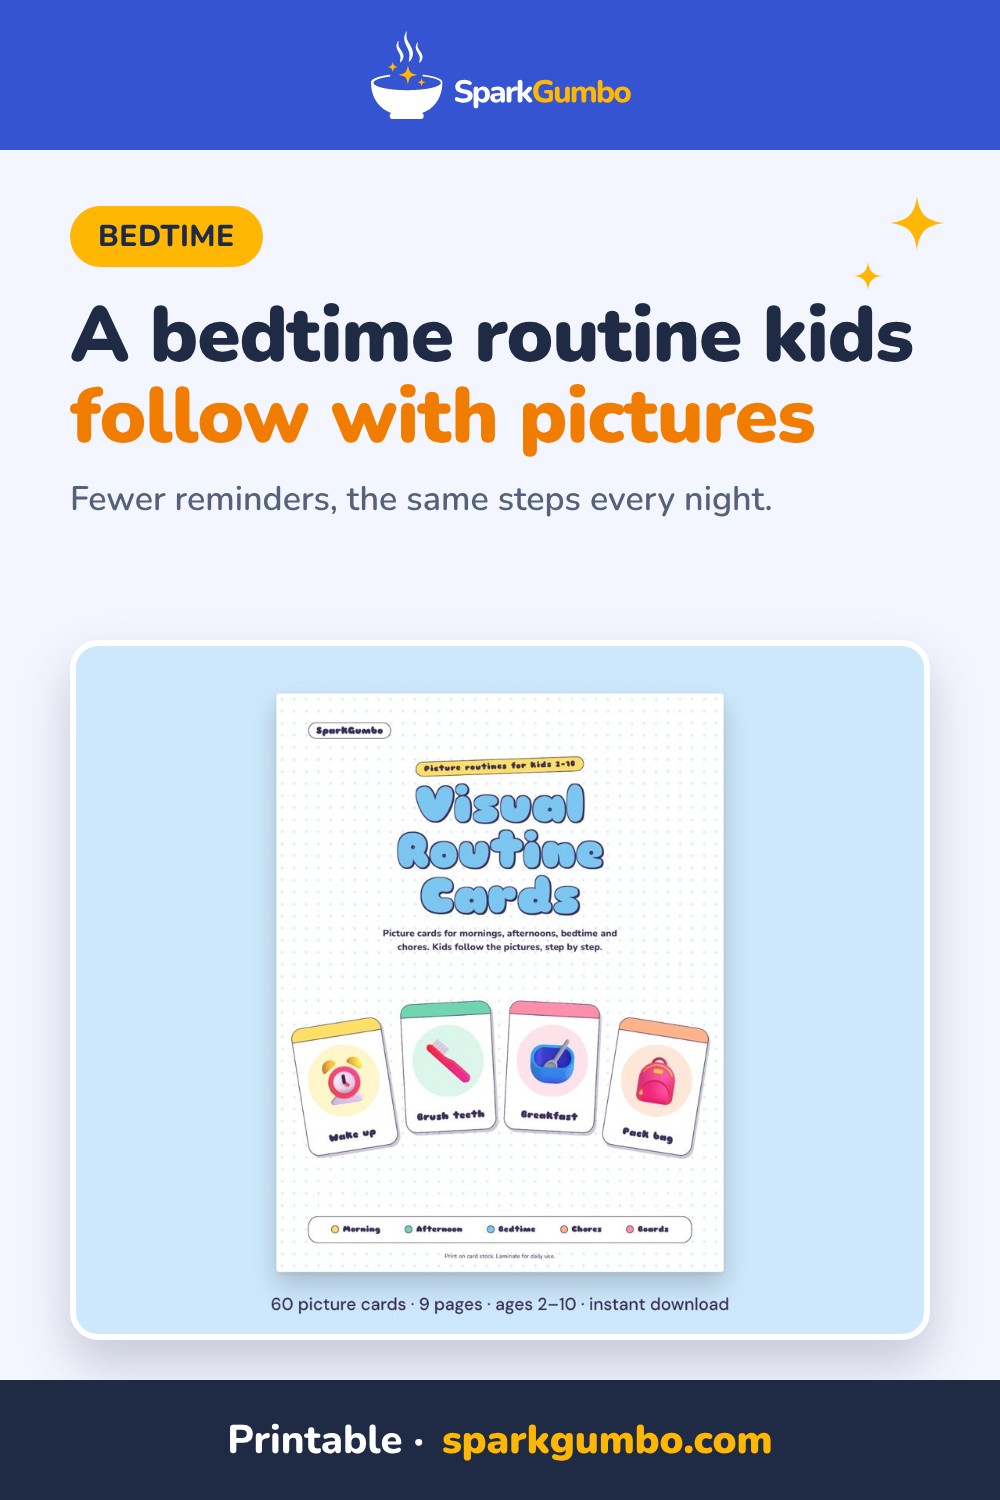 SparkGumbo
BEDTIME
A bedtime routine kids
follow with pictures
Fewer reminders, the same steps every night.
SparkGumbo
Picture routines for kids 2-10
Visual
Routine
Cards
Picture cards for mornings, afternoons, bedtime and
chores. Kids follow the pictures, step by step.
Wake up
Brush teeth
Breakfast
Pack bag
Morning Afternoon Bedtime Chores Boards
Print on card stock. Laminate for daily use.
60 picture cards · 9 pages · ages 2–10 · instant download
Printable · sparkgumbo.com